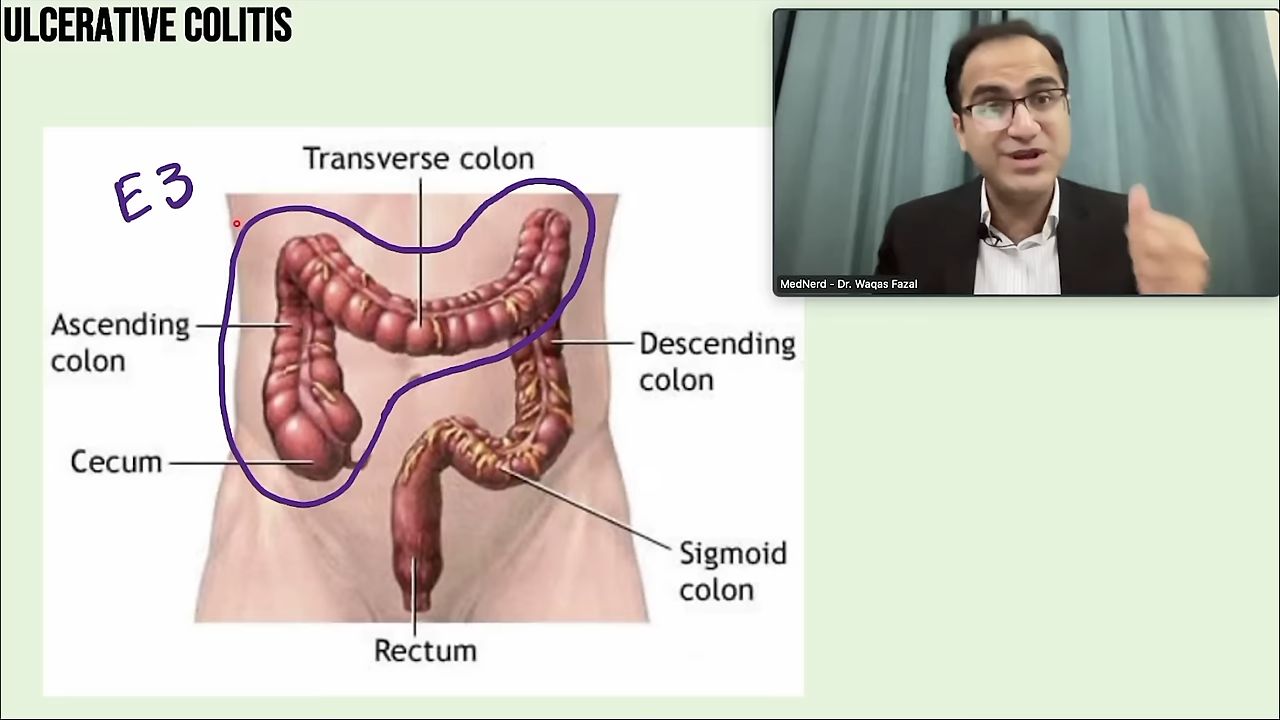 ULCERATIVE COLITIS
MedNerd - Dr. Waqas Fazal
E3
Transverse colon
Ascending
colon
Descending
colon
Cecum
Sigmoid
colon
Rectum